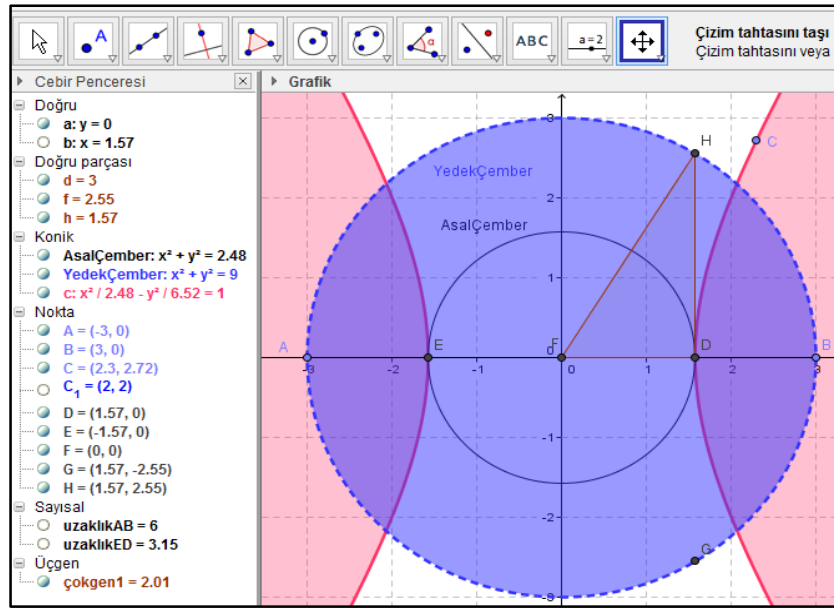 ABC
a=2
Çizim tahtasını taşı
Çizim tahtasını veya
Cebir Penceresi
Grafik
Doğru
a: y = 0
b: x = 1.57
Doğru parçası
d = 3
f = 2.55
h = 1.57
Konik
AsalÇember: x² + y² = 2.48
YedekÇember: x² + y² = 9
c: x² / 2.48 - y² / 6.52 = 1
Nokta
A = (-3, 0)
B = (3, 0)
C = (2.3, 2.72)
C₁ = (2, 2)
D = (1.57, 0)
E = (-1.57, 0)
F = (0, 0)
G = (1.57, -2.55)
H = (1.57, 2.55)
Sayısal
uzaklıkAB = 6
uzaklıkED = 3.15
Üçgen
çokgen1 = 2.01
3
H
C
YedekÇember
2
AsalÇember
1
A
E
F
D
B
0
-2
-1
0
1
2
3
-1
-2
G
-3